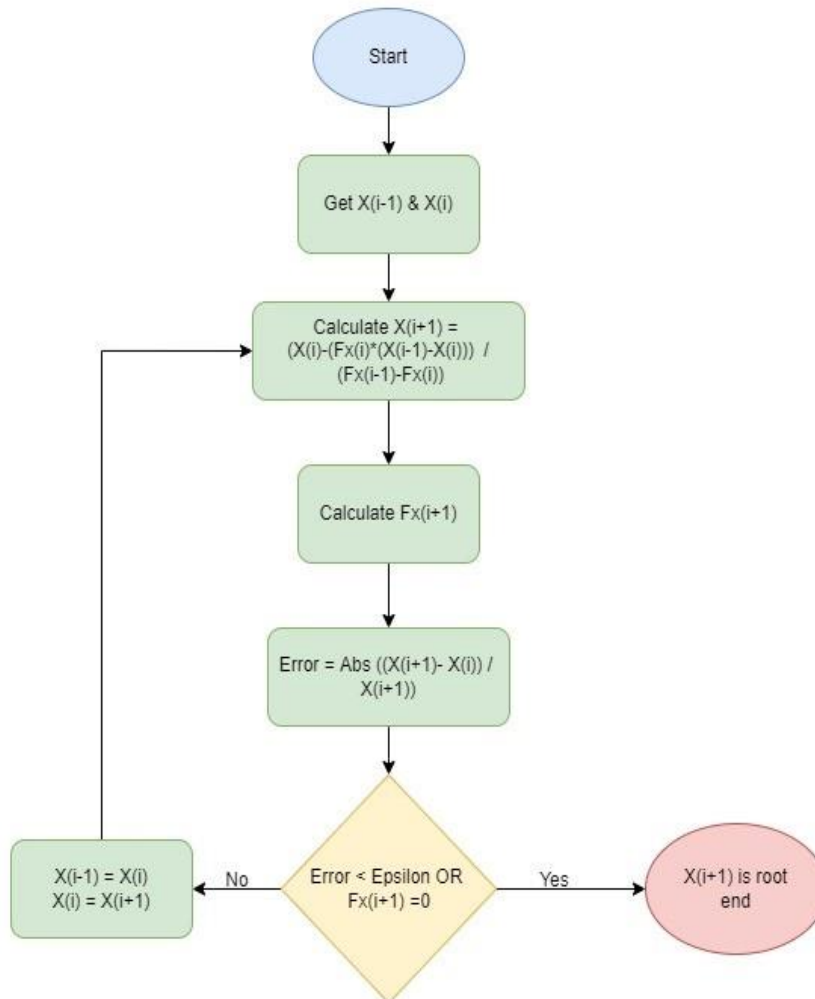 Start
Get X(i-1) & X(i)
Calculate X(i+1) =
(X(i)-(Fx(i)*(X(i-1)-X(i))) /
(Fx(i-1)-Fx(i))
Calculate Fx(i+1)
Error = Abs ((X(i+1)- X(i)) /
X(i+1))
Error < Epsilon OR
Fx(i+1) =0
No
Yes
X(i-1) = X(i)
X(i) = X(i+1)
X(i+1) is root
end